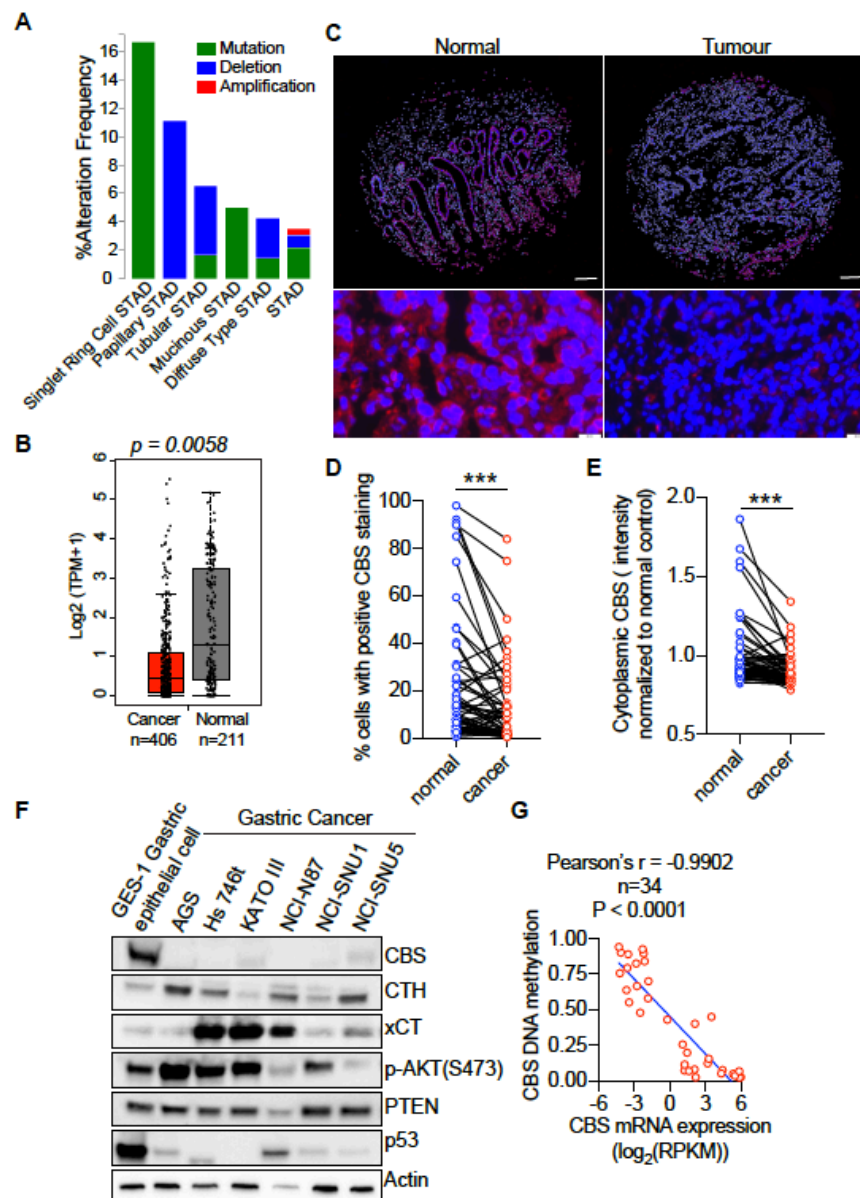 A
%Alteration Frequency
16
14
12
10
8
6
4
2
0
Mutation
Deletion
Amplification
Singlet Ring Cell STAD
Papillary STAD
Tubular STAD
Mucinous STAD
Diffuse Type STAD
STAD
C
Normal
Tumour
B
p = 0.0058
Log2 (TPM+1)
6
5
4
3
2
1
0
Cancer
n=406
Normal
n=211
D
***
% cells with positive CBS staining
100
80
60
40
20
0
normal
cancer
E
***
Cytoplasmic CBS ( intensity
normalized to normal control)
2.0
1.5
1.0
0.5
normal
cancer
F
Gastric Cancer
GES-1 Gastric
epithelial cell
AGS
Hs 746t
KATO III
NCI-N87
NCI-SNU1
NCI-SNU5
CBS
CTH
xCT
p-AKT(S473)
PTEN
p53
Actin
G
Pearson's r = -0.9902
n=34
P < 0.0001
CBS DNA methylation
1.00
0.75
0.50
0.25
0.00
-6 -3 0 3 6
CBS mRNA expression
(log2(RPKM))